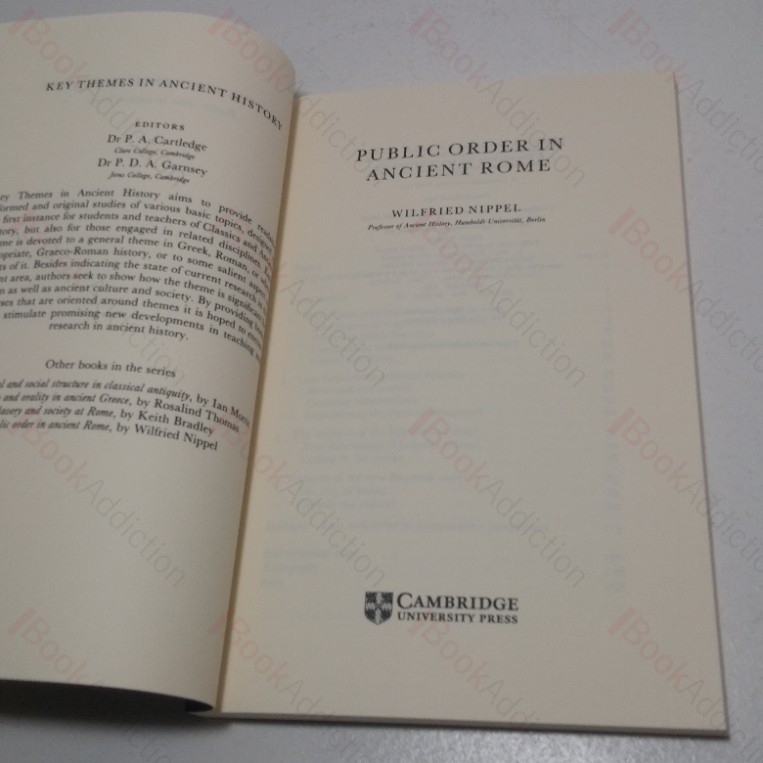 KEY THEMES IN ANCIENT HISTORY
EDITORS
Dr P. A. Cartledge
Clare College, Cambridge
Dr P. D. A. Garnsey
Jesus College, Cambridge
Themes in Ancient History aims to provide
formed and original studies of various basic topics,
first instance for students and teachers of Classics and
but also for those engaged in related disciplines.
is devoted to a general theme in Greek, Roman, or
Graeco-Roman history, or to some salient
of it. Besides indicating the state of current research
area, authors seek to show how the theme is significant
as well as ancient culture and society. By providing
that are oriented around themes it is hoped to
stimulate promising new developments in teaching
research in ancient history.
Other books in the series
and social structure in classical antiquity, by Ian Morris
and orality in ancient Greece, by Rosalind Thomas
and society at Rome, by Keith Bradley
order in ancient Rome, by Wilfried Nippel
PUBLIC ORDER IN
ANCIENT ROME
WILFRIED NIPPEL
Professor of Ancient History, Humboldt-Universität, Berlin
CAMBRIDGE
UNIVERSITY PRESS
BookAddiction